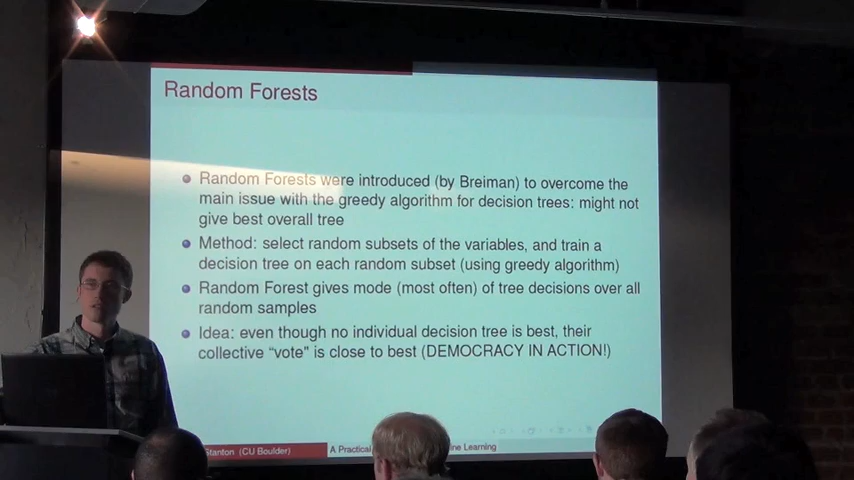 Random Forests
Random Forests were introduced (by Breiman) to overcome the
main issue with the greedy algorithm for decision trees: might not
give best overall tree
Method: select random subsets of the variables, and train a
decision tree on each random subset (using greedy algorithm)
Random Forest gives mode (most often) of tree decisions over all
random samples
Idea: even though no individual decision tree is best, their
collective “vote” is close to best (DEMOCRACY IN ACTION!)
Stanton (CU Boulder)
A Practical
Learning